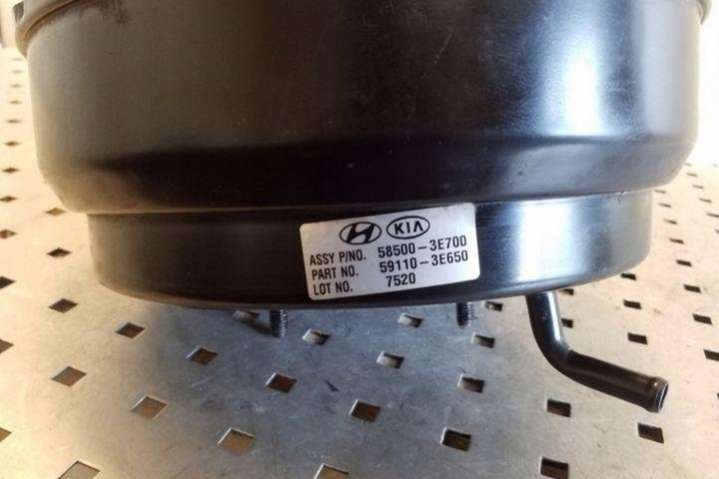 H KIA
ASSY P/NO. 58500-3E700
PART NO. 59110-3E650
LOT NO. 7520